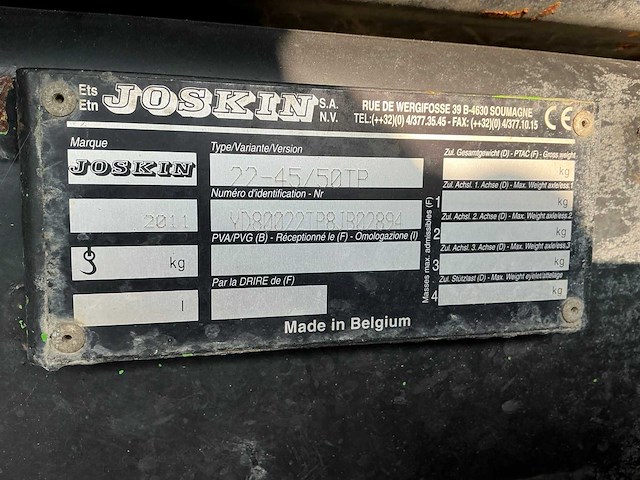 Ets
Etn
JOSKIN S.A.
N.V.
RUE DE WERGIFOSSE 39 B-4630 SOUMAGNE
TEL:(++32)(0) 4/377.35.45 - FAX: (++32)(0) 4/377.10.15
CE
Marque
JOSKIN
2011
kg
l
Type/Variante/Version
22-45/50TP
Numéro d'identification - Nr
PVA/PVG (B) - Réceptionné le (F) - Omologazione (I)
Par la DRIRE de (F)
Made in Belgium
Masses max. admissibles (F)
Zul. Gesamtgewicht (D) - PTAC (F) - Gross weight
kg
Zul. Achsl. 1. Achse (D) - Max. Weight axle/ess.1
1 kg
Zul. Achsl. 2. Achse (D) - Max. Weight axle/ess.2
2 kg
Zul. Achsl. 3. Achse (D) - Max. Weight axle/ess.3
3 kg
Zul. Stützlast (D) - Max. Weight eyelet/attelage
4 kg